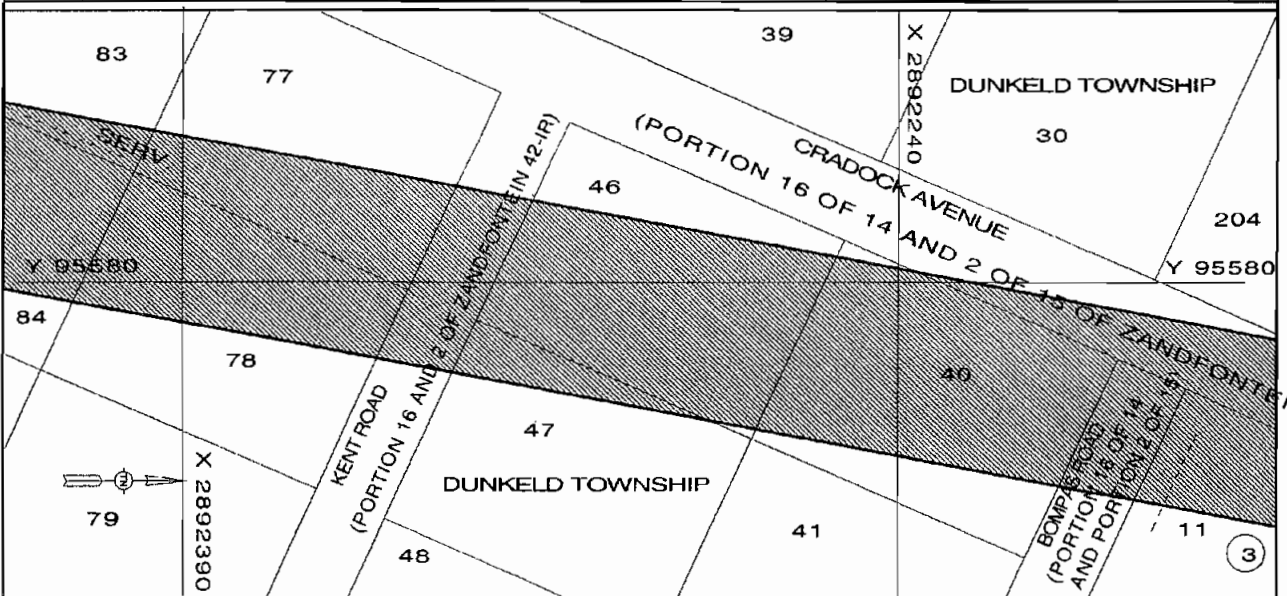 83
77
39
X 2892240
DUNKELD TOWNSHIP
30
SERV
(PORTION 16 AND 2 OF ZANDFONTEIN 42-IR)
46
(PORTION 16 OF 14 AND 2 OF 15 OF ZANDFONTEI
CRADOCK AVENUE
204
Y 95580
Y 95580
84
78
40
KENT ROAD
47
BOMPAS ROAD
(PORTION 16 OF 14
AND PORTION 2 OF 15)
X 2892390
N
DUNKELD TOWNSHIP
79
48
41
11
3